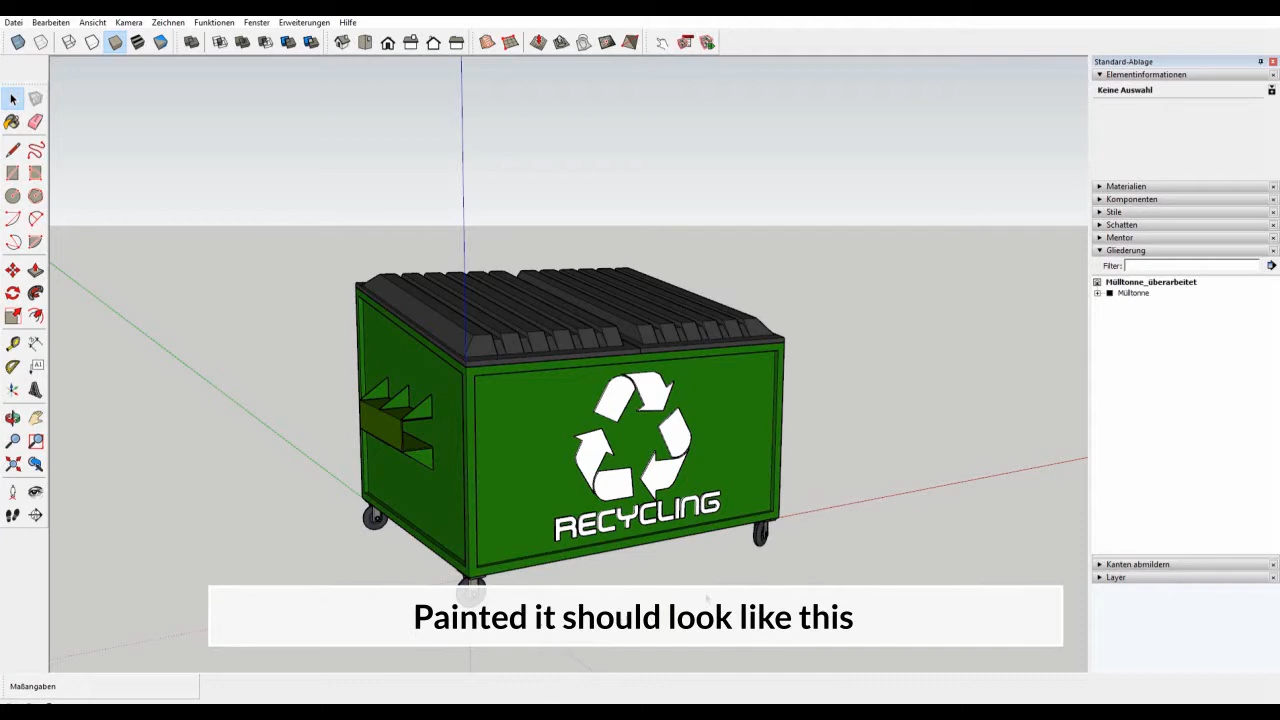 Datei Bearbeiten Ansicht Kamera Zeichnen Funktionen Fenster Erweiterungen Hilfe
Standard-Ablage
Elementinformationen
Keine Auswahl
Materialien
Komponenten
Stile
Schatten
Mentor
Gliederung
Filter:
Mülltonne_überarbeitet
Mülltonne
A1
RECYCLING
Kanten abmildern
Layer
Painted it should look like this
Maßangaben